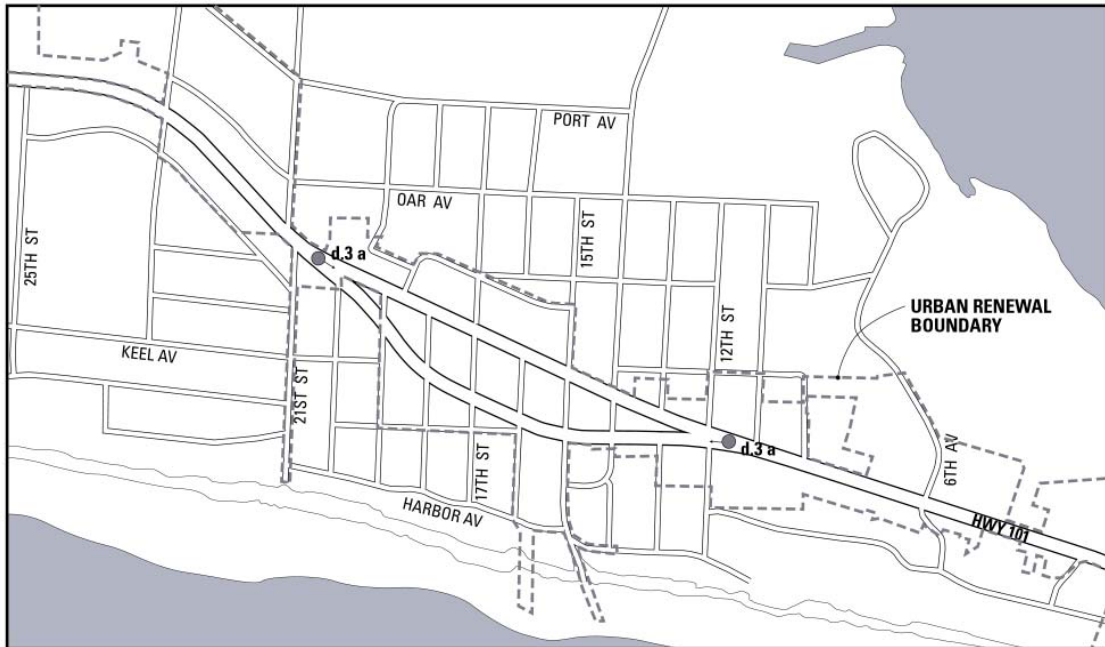 PORT AV
OAR AV
15TH ST
25TH ST
d.3 a
12TH ST
URBAN RENEWAL
BOUNDARY
KEEL AV
21ST ST
17TH ST
d.3 a
6TH AV
HARBOR AV
HWY 101